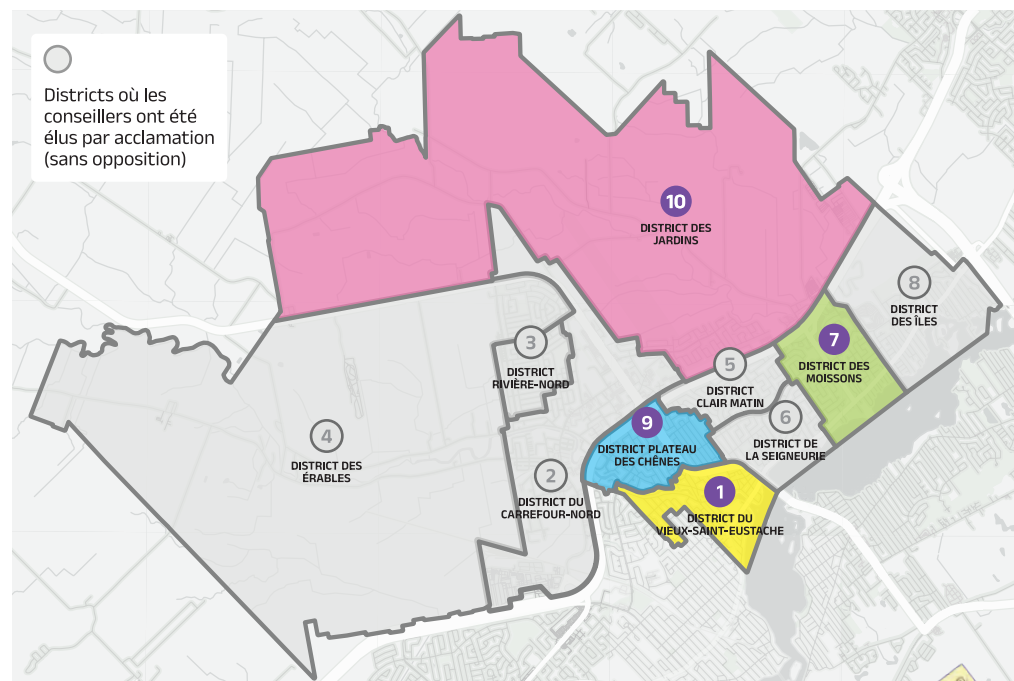 Districts où les
conseillers ont été
élus par acclamation
(sans opposition)
10
DISTRICT DES
JARDINS
8
DISTRICT
DES ÎLES
7
DISTRICT DES
MOISSONS
3
DISTRICT
RIVIÈRE-NORD
5
DISTRICT
CLAIR MATIN
6
DISTRICT DE
LA SEIGNEURIE
9
DISTRICT PLATEAU
DES CHÊNES
4
DISTRICT DES
ÉRABLES
2
DISTRICT DU
CARREFOUR-NORD
1
DISTRICT DU
VIEUX-SAINT-EUSTACHE